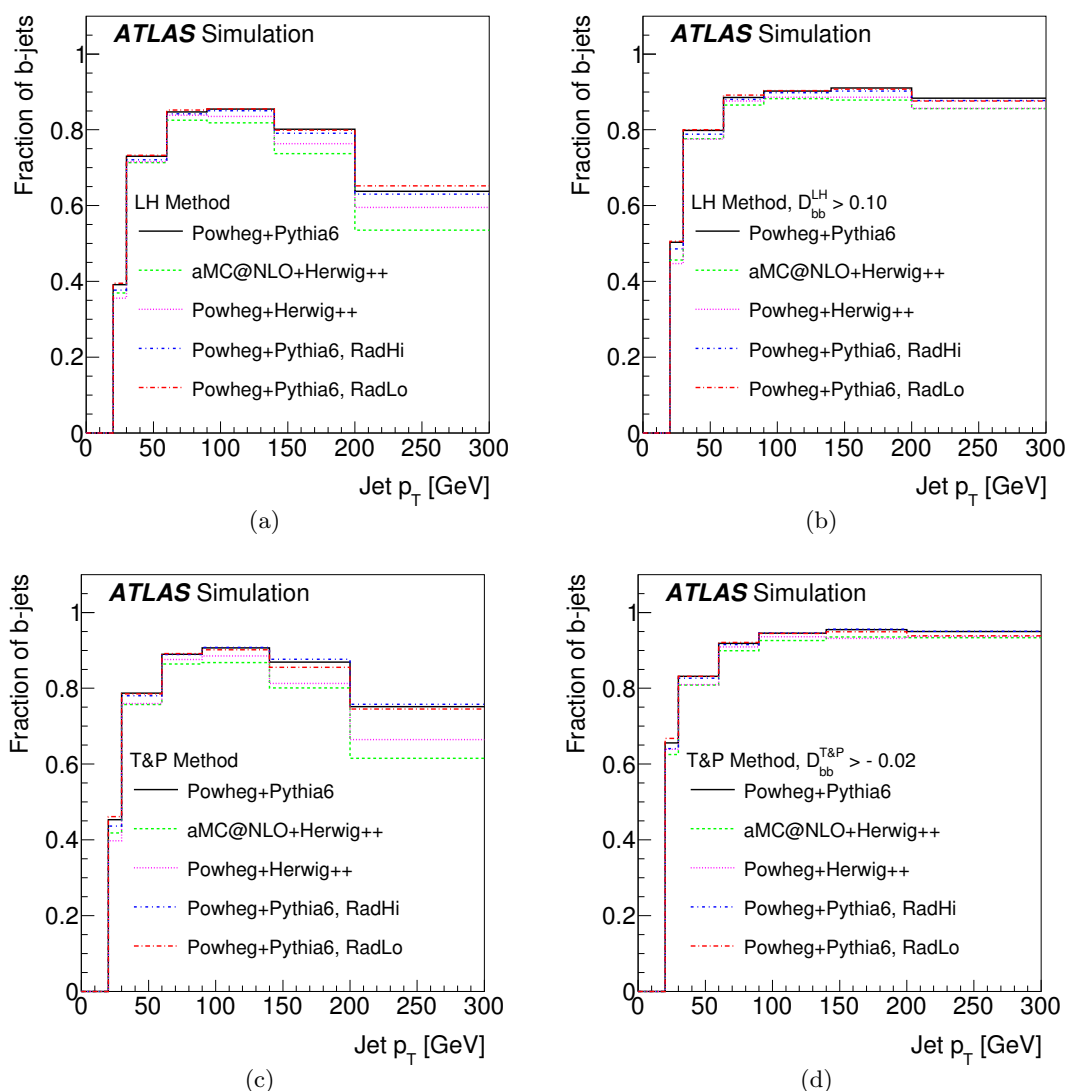 ATLAS Simulation
Fraction of b-jets
1
0.8
0.6
0.4
0.2
0
LH Method
Powheg+Pythia6
aMC@NLO+Herwig++
Powheg+Herwig++
Powheg+Pythia6, RadHi
Powheg+Pythia6, RadLo
0 50 100 150 200 250 300
Jet p_T [GeV]
(a)
ATLAS Simulation
Fraction of b-jets
1
0.8
0.6
0.4
0.2
0
LH Method, D_bb^LH > 0.10
Powheg+Pythia6
aMC@NLO+Herwig++
Powheg+Herwig++
Powheg+Pythia6, RadHi
Powheg+Pythia6, RadLo
0 50 100 150 200 250 300
Jet p_T [GeV]
(b)
ATLAS Simulation
Fraction of b-jets
1
0.8
0.6
0.4
0.2
0
T&P Method
Powheg+Pythia6
aMC@NLO+Herwig++
Powheg+Herwig++
Powheg+Pythia6, RadHi
Powheg+Pythia6, RadLo
0 50 100 150 200 250 300
Jet p_T [GeV]
(c)
ATLAS Simulation
Fraction of b-jets
1
0.8
0.6
0.4
0.2
0
T&P Method, D_bb^T&P > - 0.02
Powheg+Pythia6
aMC@NLO+Herwig++
Powheg+Herwig++
Powheg+Pythia6, RadHi
Powheg+Pythia6, RadLo
0 50 100 150 200 250 300
Jet p_T [GeV]
(d)